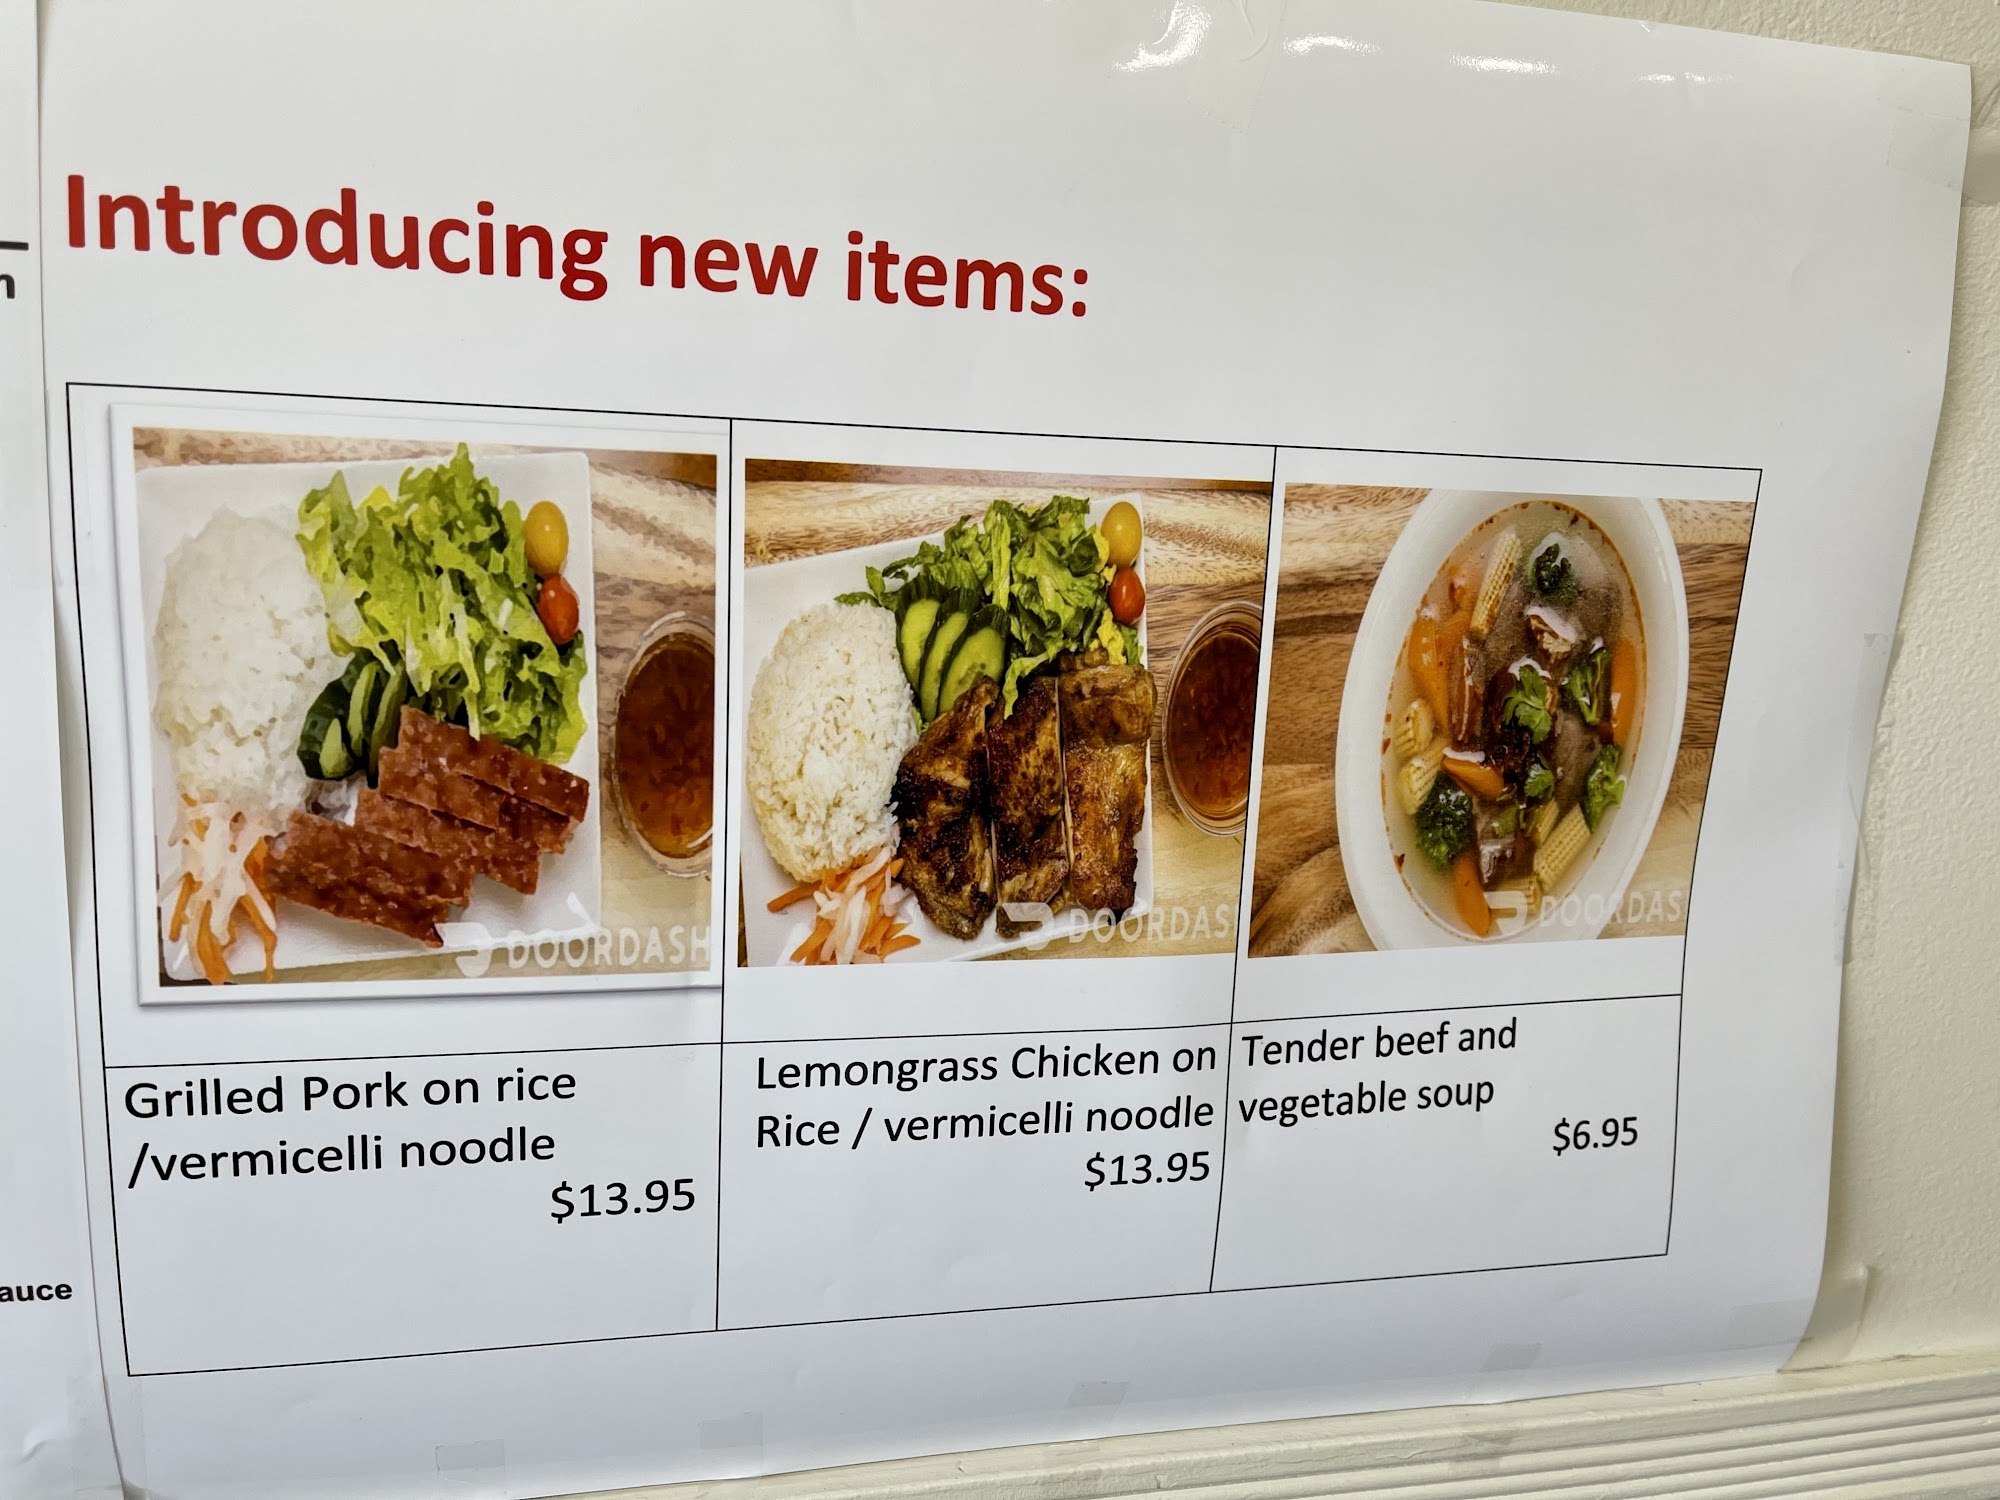 Introducing new items:
DOORDASH
DOORDAS
DOORDAS
Grilled Pork on rice
/vermicelli noodle
$13.95
Lemongrass Chicken on
Rice / vermicelli noodle
$13.95
Tender beef and
vegetable soup
$6.95
auce